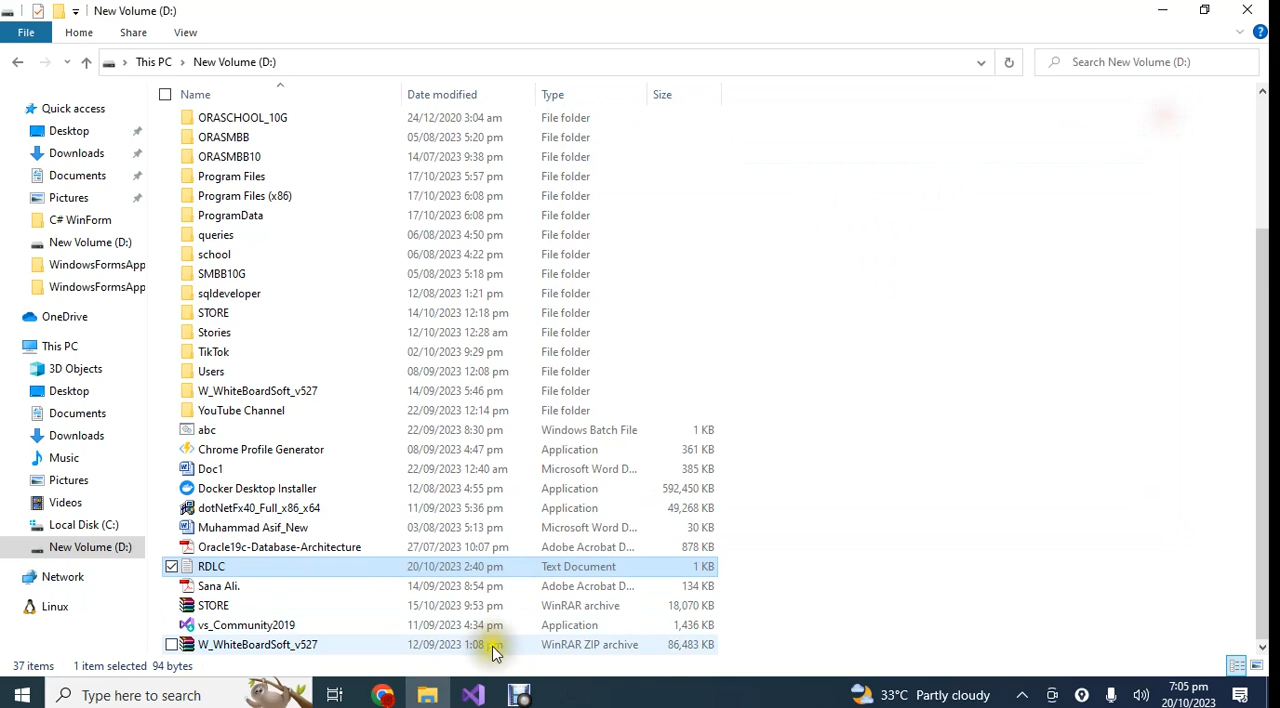 New Volume (D:)
File Home Share View
This PC New Volume (D:) Search New Volume (D:)
Name Date modified Type Size
Quick access
Desktop
Downloads
Documents
Pictures
C# WinForm
New Volume (D:)
WindowsFormsApp
WindowsFormsApp
OneDrive
This PC
3D Objects
Desktop
Documents
Downloads
Music
Pictures
Videos
Local Disk (C:)
New Volume (D:)
Network
Linux
ORASCHOOL_10G 24/12/2020 3:04 am File folder
ORASMBB 05/08/2023 5:20 pm File folder
ORASMBB10 14/07/2023 9:38 pm File folder
Program Files 17/10/2023 5:57 pm File folder
Program Files (x86) 17/10/2023 6:08 pm File folder
ProgramData 17/10/2023 6:08 pm File folder
queries 06/08/2023 4:50 pm File folder
school 06/08/2023 4:22 pm File folder
SMBB10G 05/08/2023 5:18 pm File folder
sqldeveloper 12/08/2023 1:21 pm File folder
STORE 14/10/2023 12:18 pm File folder
Stories 12/10/2023 12:28 am File folder
TikTok 02/10/2023 9:29 pm File folder
Users 08/09/2023 12:08 pm File folder
W_WhiteBoardSoft_v527 14/09/2023 5:46 pm File folder
YouTube Channel 22/09/2023 12:14 pm File folder
abc 22/09/2023 8:30 pm Windows Batch File 1 KB
Chrome Profile Generator 08/09/2023 4:47 pm Application 361 KB
Doc1 22/09/2023 12:40 am Microsoft Word D... 385 KB
Docker Desktop Installer 12/08/2023 4:55 pm Application 592,450 KB
dotNetFx40_Full_x86_x64 11/09/2023 5:36 pm Application 49,268 KB
Muhammad Asif_New 03/08/2023 5:13 pm Microsoft Word D... 30 KB
Oracle19c-Database-Architecture 27/07/2023 10:07 pm Adobe Acrobat D... 878 KB
RDLC 20/10/2023 2:40 pm Text Document 1 KB
Sana Ali. 14/09/2023 8:54 pm Adobe Acrobat D... 134 KB
STORE 15/10/2023 9:53 pm WinRAR archive 18,070 KB
vs_Community2019 11/09/2023 4:34 pm Application 1,436 KB
W_WhiteBoardSoft_v527 12/09/2023 1:08 pm WinRAR ZIP archive 86,483 KB
37 items 1 item selected 94 bytes
Type here to search 33°C Partly cloudy 7:05 pm
20/10/2023